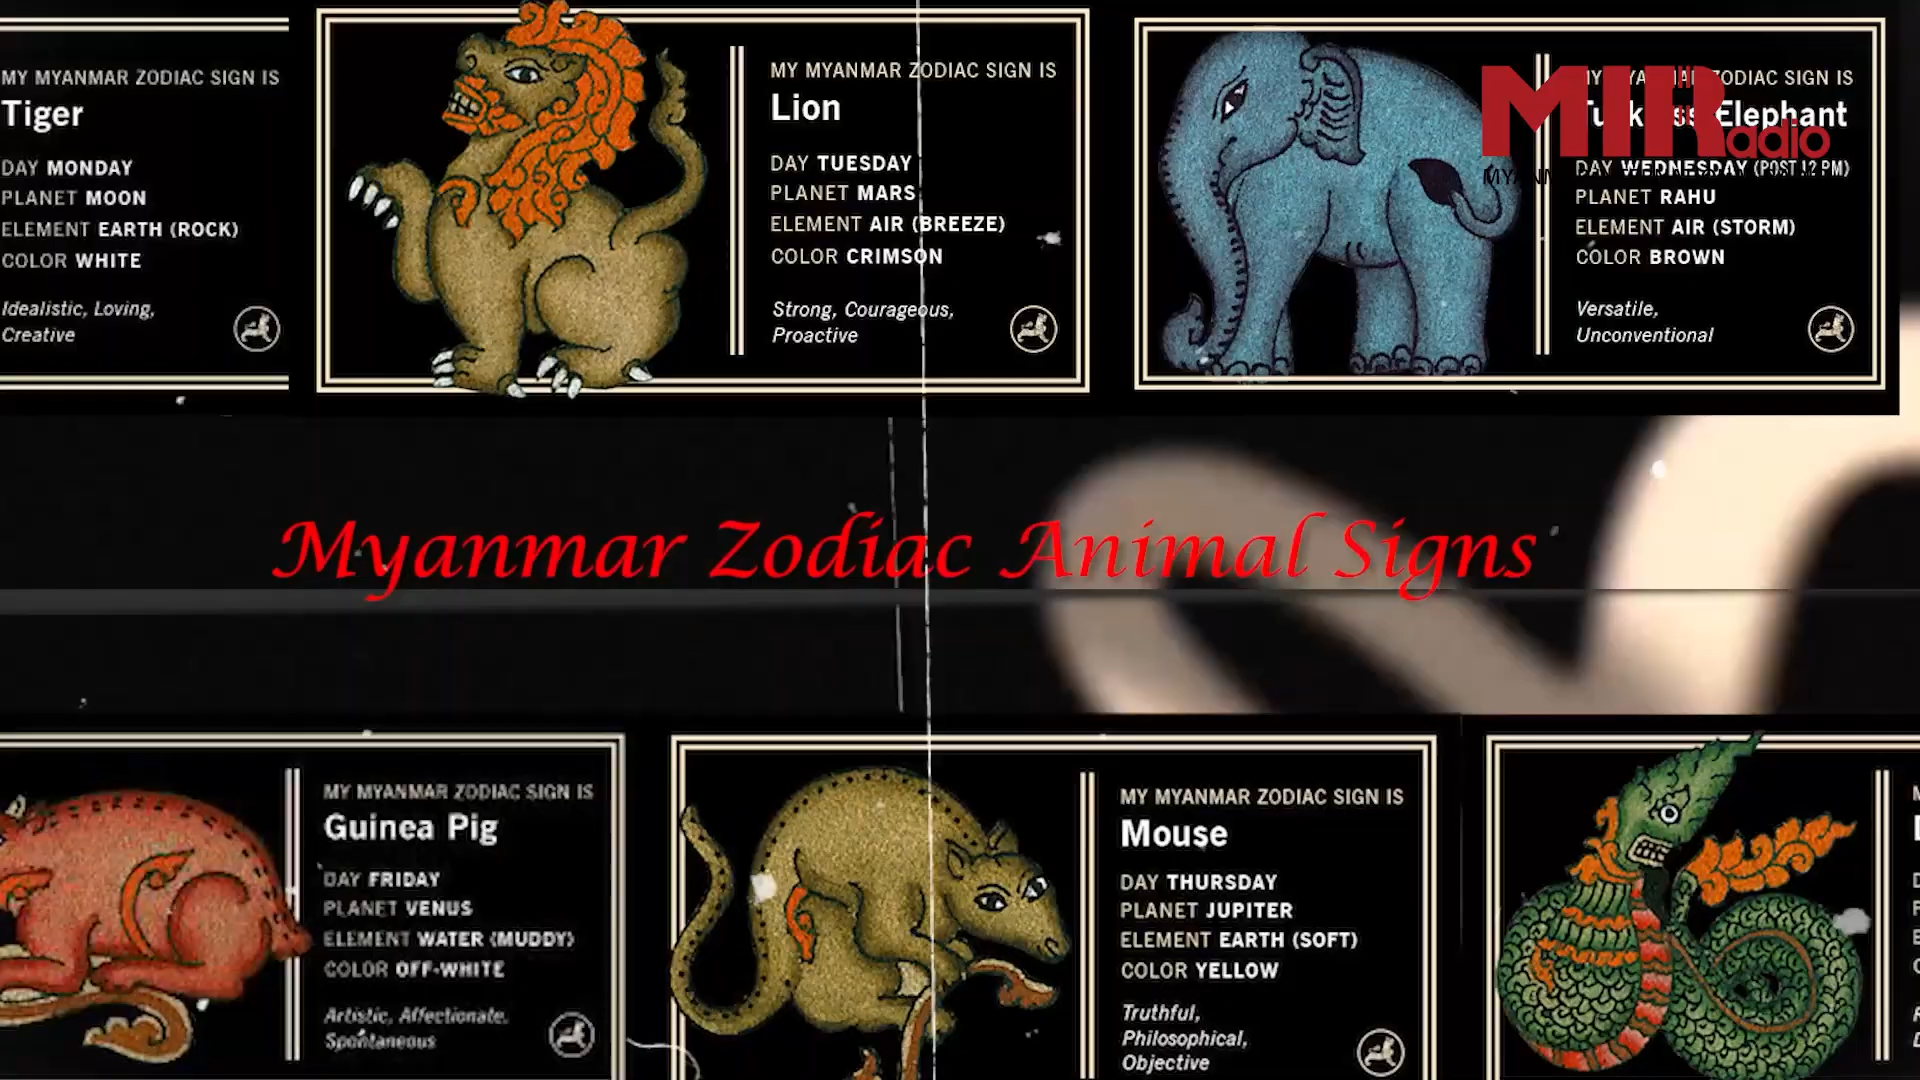 MY MYANMAR ZODIAC SIGN IS
Tiger
DAY MONDAY
PLANET MOON
ELEMENT EARTH (ROCK)
COLOR WHITE
Idealistic, Loving,
Creative
MY MYANMAR ZODIAC SIGN IS
Lion
DAY TUESDAY
PLANET MARS
ELEMENT AIR (BREEZE)
COLOR CRIMSON
Strong, Courageous,
Proactive
ZODIAC SIGN IS
Elephant
DAY WEDNESDAY (POST 12 PM)
PLANET RAHU
ELEMENT AIR (STORM)
COLOR BROWN
Versatile,
Unconventional
MIRadio
Myanmar Zodiac Animal Signs
MY MYANMAR ZODIAC SIGN IS
Guinea Pig
DAY FRIDAY
PLANET VENUS
ELEMENT WATER (MUDDY)
COLOR OFF-WHITE
Artistic, Affectionate,
Spontaneous
MY MYANMAR ZODIAC SIGN IS
Mouse
DAY THURSDAY
PLANET JUPITER
ELEMENT EARTH (SOFT)
COLOR YELLOW
Truthful,
Philosophical,
Objective